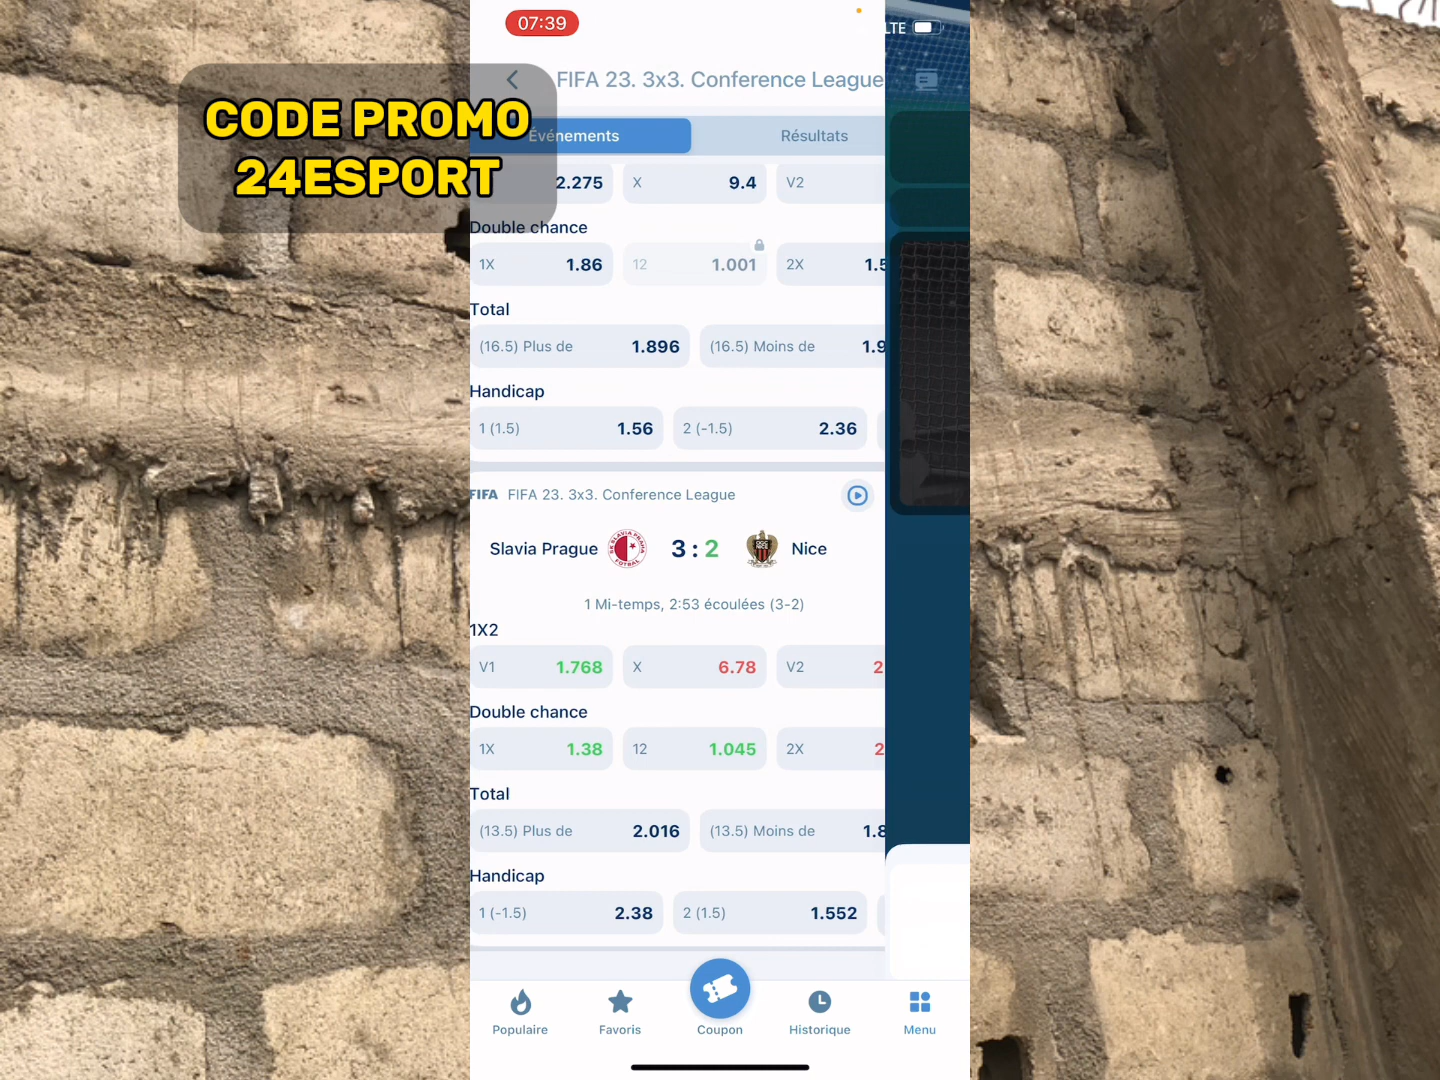 07:39
LTE
CODE PROMO
24ESPORT
FIFA 23. 3x3. Conference League
Événements
Résultats
2.275
X 9.4
V2
Double chance
1X 1.86
12 1.001
2X
Total
(16.5) Plus de 1.896
(16.5) Moins de
Handicap
1 (1.5) 1.56
2 (-1.5) 2.36
FIFA FIFA 23. 3x3. Conference League
Slavia Prague 3 : 2 Nice
1 Mi-temps, 2:53 écoulées (3-2)
1X2
V1 1.768
X 6.78
V2
Double chance
1X 1.38
12 1.045
2X
Total
(13.5) Plus de 2.016
(13.5) Moins de
Handicap
1 (-1.5) 2.38
2 (1.5) 1.552
Populaire
Favoris
Coupon
Historique
Menu